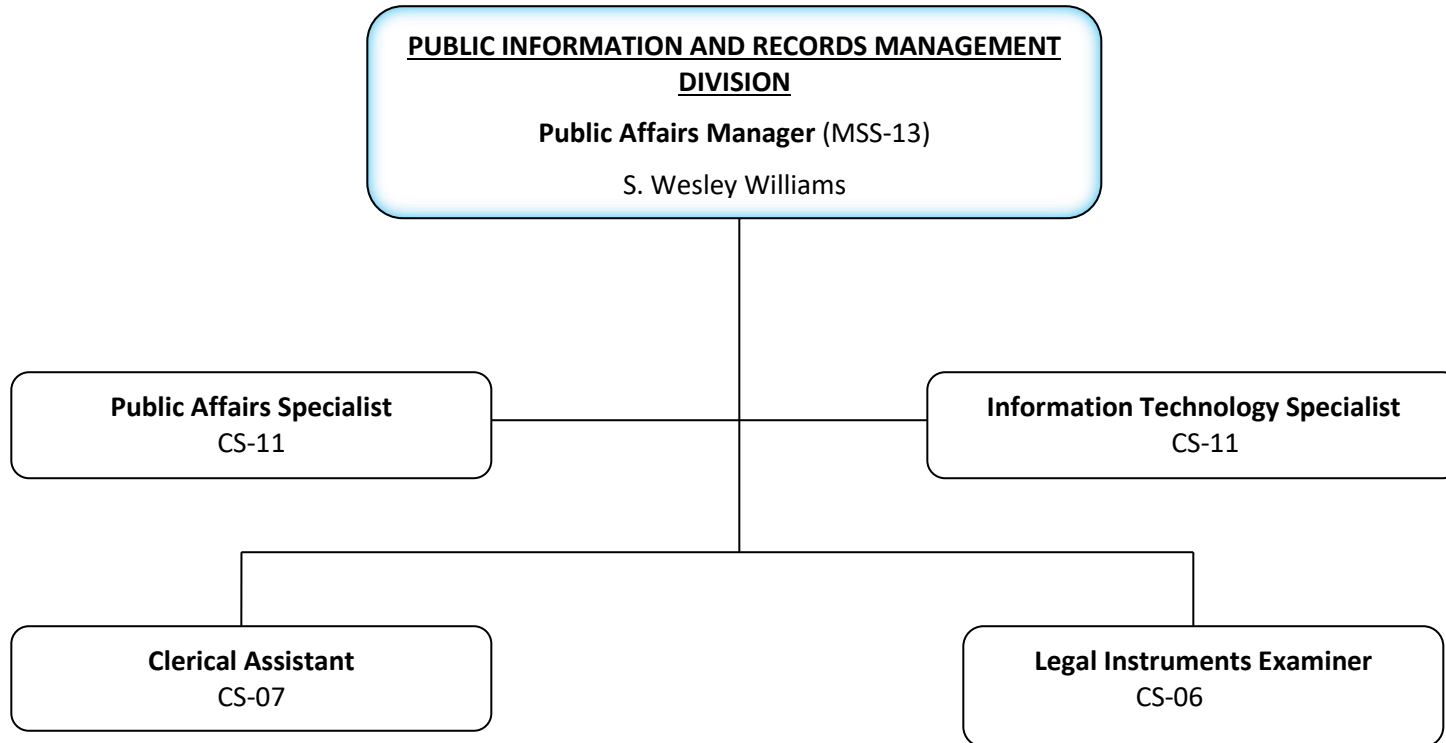 PUBLIC INFORMATION AND RECORDS MANAGEMENT
DIVISION
Public Affairs Manager (MSS-13)
S. Wesley Williams
Public Affairs Specialist
CS-11
Information Technology Specialist
CS-11
Clerical Assistant
CS-07
Legal Instruments Examiner
CS-06